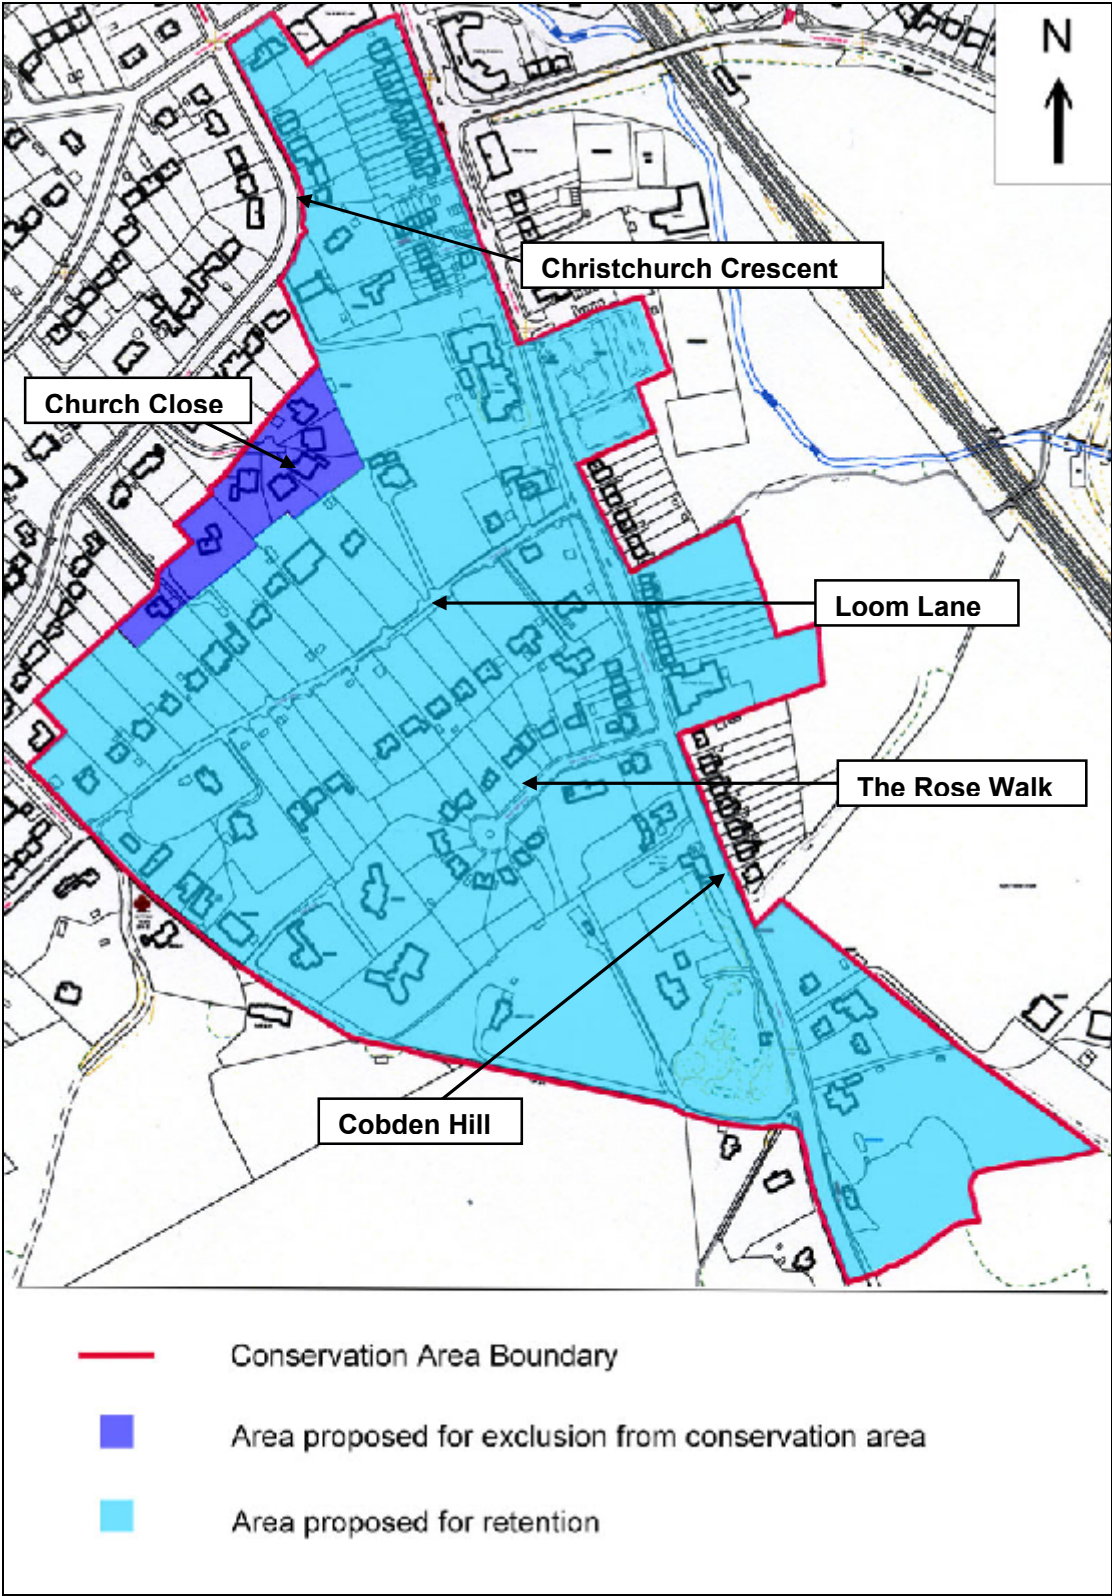 N
Christchurch Crescent
Church Close
Loom Lane
The Rose Walk
Cobden Hill
Conservation Area Boundary
Area proposed for exclusion from conservation area
Area proposed for retention